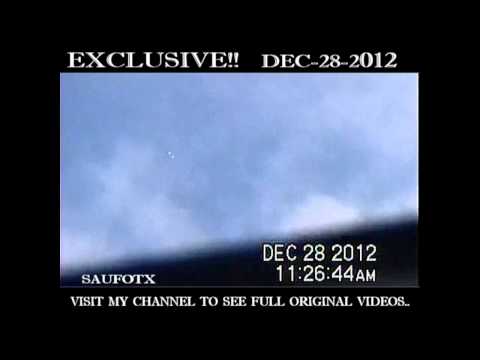 EXCLUSIVE!! DEC-28-2012
DEC 28 2012
11:26:44AM
SAUFOTX
VISIT MY CHANNEL TO SEE FULL ORIGINAL VIDEOS..